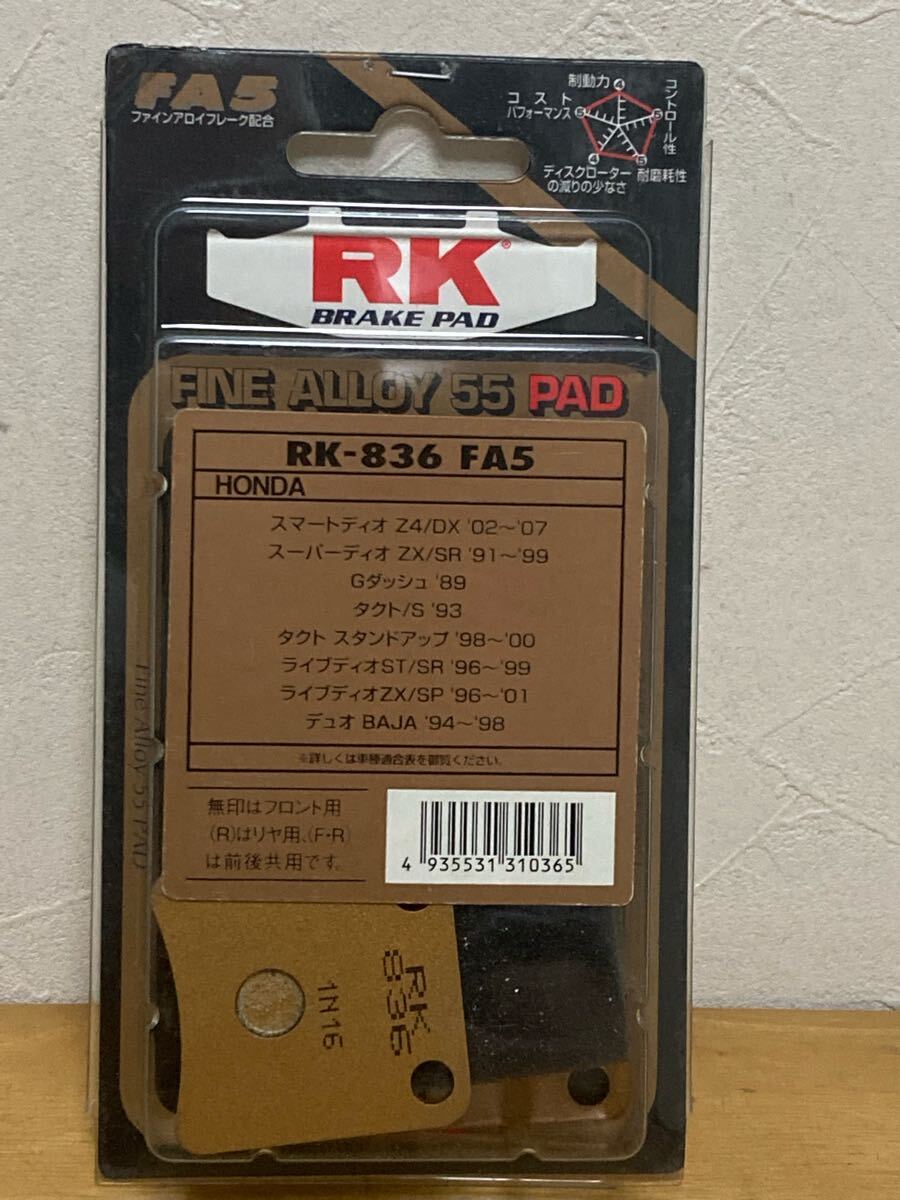 FA5
ファインアロイフレーク配合
制動力
4
コスト
パフォーマンス
5
コントロール性
5
ディスクローター
の減りの少なさ
4
耐磨耗性
5
RK®
BRAKE PAD
FINE ALLOY 55 PAD
RK-836 FA5
HONDA
スマートディオ Z4/DX '02～'07
スーパーディオ ZX/SR '91～'99
Gダッシュ '89
タクト/S '93
タクト スタンドアップ '98～'00
ライブディオST/SR '96～'99
ライブディオZX/SP '96～'01
デュオ BAJA '94～'98
※詳しくは車種適合表を御覧ください。
無印はフロント用
(R)はリヤ用、(F・R)
は前後共用です。
4 935531 310365
Fine Alloy 55 PAD
RK
836
1N16